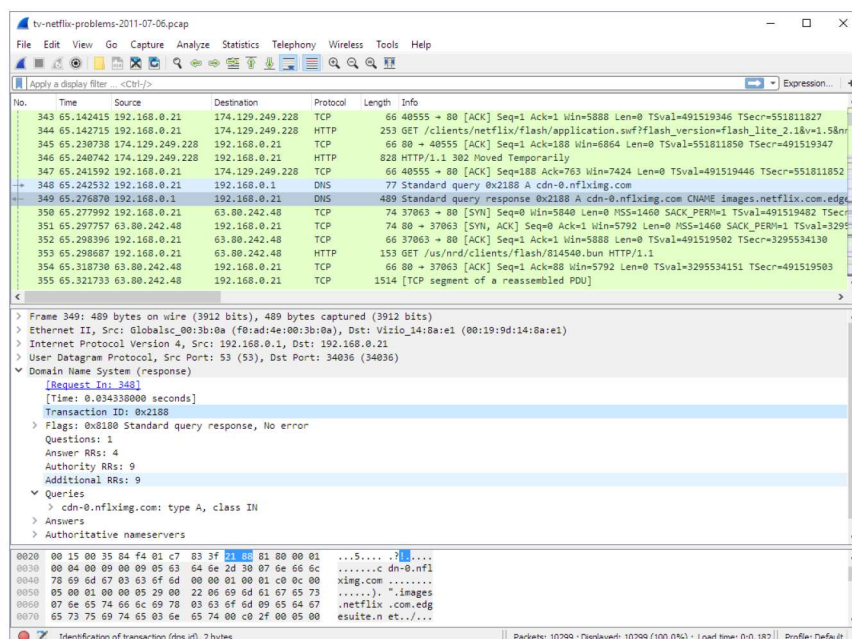 tv-netflix-problems-2011-07-06.pcap
File Edit View Go Capture Analyze Statistics Telephony Wireless Tools Help
Apply a display filter ... <Ctrl-/> Expression... +
No. Time Source Destination Protocol Length Info
343 65.142415 192.168.0.21 174.129.249.228 TCP 66 40555 → 80 [ACK] Seq=1 Ack=1 Win=5888 Len=0 TSval=491519346 TSecr=551811827
344 65.142715 192.168.0.21 174.129.249.228 HTTP 253 GET /clients/netflix/flash/application.swf?flash_version=flash_lite_2.1&v=1.5&nr
345 65.230738 174.129.249.228 192.168.0.21 TCP 66 80 → 40555 [ACK] Seq=1 Ack=188 Win=6864 Len=0 TSval=551811850 TSecr=491519347
346 65.240742 174.129.249.228 192.168.0.21 HTTP 828 HTTP/1.1 302 Moved Temporarily
347 65.241592 192.168.0.21 174.129.249.228 TCP 66 40555 → 80 [ACK] Seq=188 Ack=763 Win=7424 Len=0 TSval=491519446 TSecr=551811852
348 65.242532 192.168.0.21 192.168.0.1 DNS 77 Standard query 0x2188 A cdn-0.nflximg.com
349 65.276870 192.168.0.1 192.168.0.21 DNS 489 Standard query response 0x2188 A cdn-0.nflximg.com CNAME images.netflix.com.edge
350 65.277992 192.168.0.21 63.80.242.48 TCP 74 37063 → 80 [SYN] Seq=0 Win=5840 Len=0 MSS=1460 SACK_PERM=1 TSval=491519482 TSecr
351 65.297757 63.80.242.48 192.168.0.21 TCP 74 80 → 37063 [SYN, ACK] Seq=0 Ack=1 Win=5792 Len=0 MSS=1460 SACK_PERM=1 TSval=3295
352 65.298396 192.168.0.21 63.80.242.48 TCP 66 37063 → 80 [ACK] Seq=1 Ack=1 Win=5888 Len=0 TSval=491519502 TSecr=3295534130
353 65.298687 192.168.0.21 63.80.242.48 HTTP 153 GET /us/nrd/clients/flash/814540.bun HTTP/1.1
354 65.318730 63.80.242.48 192.168.0.21 TCP 66 80 → 37063 [ACK] Seq=1 Ack=88 Win=5792 Len=0 TSval=3295534151 TSecr=491519503
355 65.321733 63.80.242.48 192.168.0.21 TCP 1514 [TCP segment of a reassembled PDU]
Frame 349: 489 bytes on wire (3912 bits), 489 bytes captured (3912 bits)
Ethernet II, Src: Globalsc_00:3b:0a (f0:ad:4e:00:3b:0a), Dst: Vizio_14:8a:e1 (00:19:9d:14:8a:e1)
Internet Protocol Version 4, Src: 192.168.0.1, Dst: 192.168.0.21
User Datagram Protocol, Src Port: 53 (53), Dst Port: 34036 (34036)
Domain Name System (response)
[Request In: 348]
[Time: 0.034338000 seconds]
Transaction ID: 0x2188
Flags: 0x8180 Standard query response, No error
Questions: 1
Answer RRs: 4
Authority RRs: 9
Additional RRs: 9
Queries
cdn-0.nflximg.com: type A, class IN
Answers
Authoritative nameservers
0020 00 15 00 35 84 f4 01 c7 83 3f 21 88 81 80 00 01 ...5.... .?!.....
0030 00 04 00 09 00 09 05 63 64 6e 2d 30 07 6e 66 6c .......c dn-0.nfl
0040 78 69 6d 67 03 63 6f 6d 00 00 01 00 01 c0 0c 00 ximg.com ........
0050 05 00 01 00 00 05 29 00 22 06 69 6d 61 67 65 73 ......). ".images
0060 07 6e 65 74 66 6c 69 78 03 63 6f 6d 09 65 64 67 .netflix .com.edg
0070 65 73 75 69 74 65 03 6e 65 74 00 c0 2f 00 05 00 esuite.n et../...
Identification of transaction (dns.id), 2 bytes Packets: 10299 · Displayed: 10299 (100.0%) · Load time: 0:0.182 Profile: Default